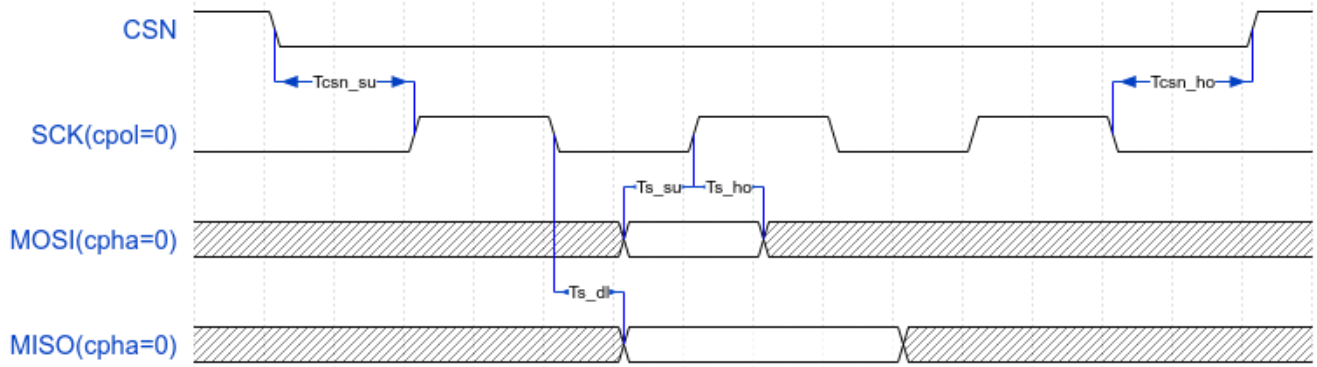 CSN
Tcsn_su
Tcsn_ho
SCK(cpol=0)
Ts_su
Ts_ho
MOSI(cpha=0)
Ts_dl
MISO(cpha=0)